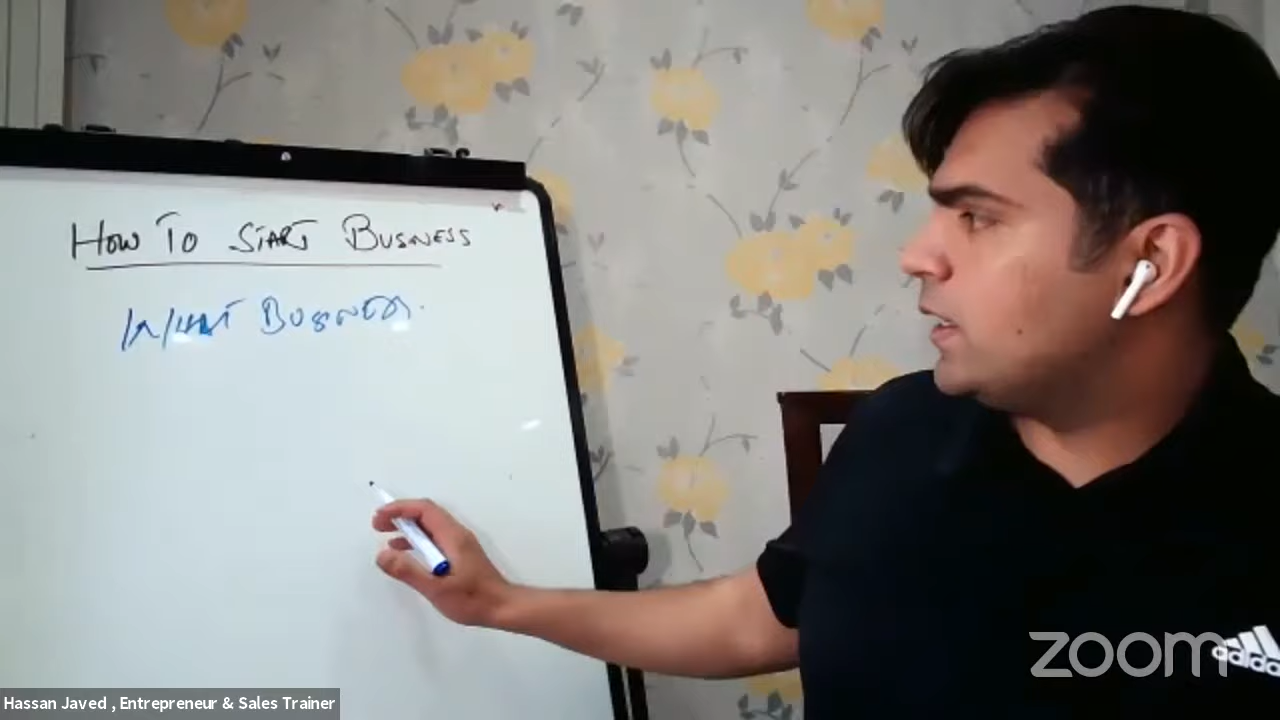 HOW TO START BUSINESS
WHAT BUSINESS.
zoom
adidas
Hassan Javed , Entrepreneur & Sales Trainer